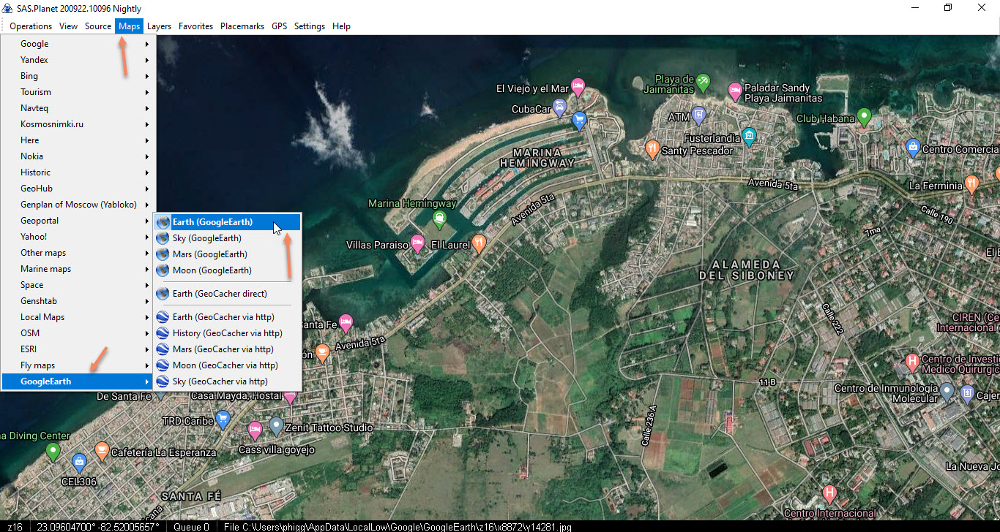 SAS.Planet 200922.10096 Nightly
Operations View Source Maps Layers Favorites Placemarks GPS Settings Help
Google
Yandex
Bing
Tourism
Navteq
Kosmosnimki.ru
Here
Nokia
Historic
GeoHub
Genplan of Moscow (Yabloko)
Geoportal
Yahoo!
Other maps
Marine maps
Space
Genshtab
Local Maps
OSM
ESRI
Fly maps
GoogleEarth
Earth (GoogleEarth)
Sky (GoogleEarth)
Mars (GoogleEarth)
Moon (GoogleEarth)
Earth (GeoCacher direct)
Earth (GeoCacher via http)
History (GeoCacher via http)
Mars (GeoCacher via http)
Moon (GeoCacher via http)
Sky (GeoCacher via http)
El Viejo y el Mar
CubaCar
Playa de
Jaimanitas
Paladar Sandy
Playa Jaimanitas
ATM
Club Habana
Fusterlandia
Santy Pescador
Centro Comercia
MARINA
HEMINGWAY
Avenida 5ta
La Ferminia
Marina Hemingway
Avenida 5ta
Calle 190
7ma
Villas Paraiso
El Laurel
El E
ALAMEDA
DEL SIBONEY
Calle 222
CIREN (Ce
Internacional
anta Fe
Avenida 5ta
ón
Centro de Investi
Medico Quirurgic
11 B
Centro de Inmunología
Molecular
Cajer
De Santa Fe
Casa Mayda, Hostal
TRD Caribe
Zenit Tattoo Studio
Cass villa goyejo
Calle 236 A
na Diving Center
Cafetería La Esperanza
CEL306
La Nueva Jo
SANTA FÉ
Centro Internacional
z16 23.09604700° -82.52005657° Queue 0 File C:\Users\phigq\AppData\LocalLow\Google\GoogleEarth\z16\x8872\y14281.jpg